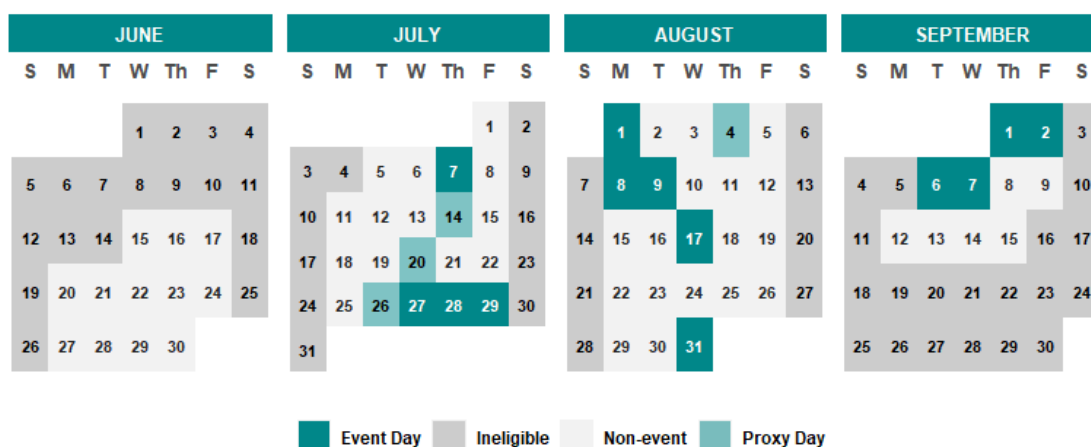 JUNE
S M T W Th F S
1 2 3 4
5 6 7 8 9 10 11
12 13 14 15 16 17 18
19 20 21 22 23 24 25
26 27 28 29 30
JULY
S M T W Th F S
1 2
3 4 5 6 7 8 9
10 11 12 13 14 15 16
17 18 19 20 21 22 23
24 25 26 27 28 29 30
31
AUGUST
S M T W Th F S
1 2 3 4 5 6
7 8 9 10 11 12 13
14 15 16 17 18 19 20
21 22 23 24 25 26 27
28 29 30 31
SEPTEMBER
S M T W Th F S
1 2 3
4 5 6 7 8 9 10
11 12 13 14 15 16 17
18 19 20 21 22 23 24
25 26 27 28 29 30
Event Day Ineligible Non-event Proxy Day